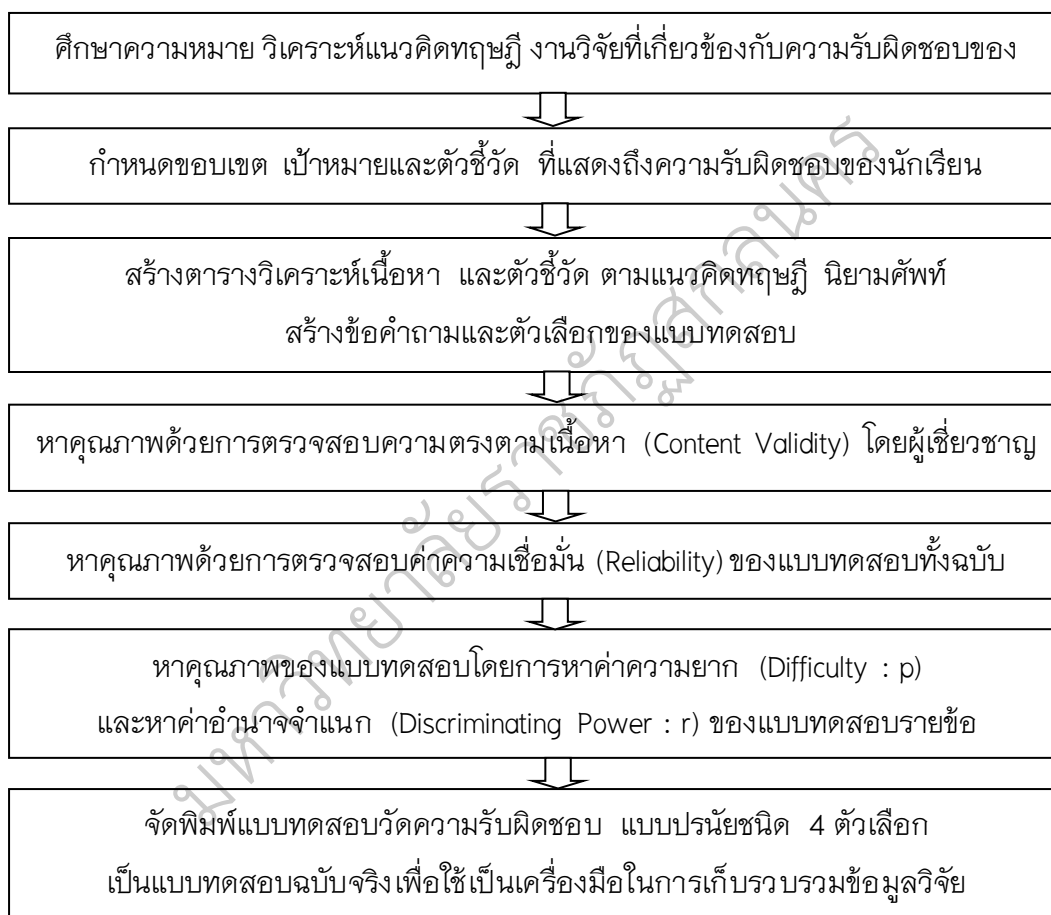 ศึกษาความหมาย วิเคราะห์แนวคิดทฤษฎี งานวิจัยที่เกี่ยวข้องกับความรับผิดชอบของ
กำหนดขอบเขต เป้าหมายและตัวชี้วัด ที่แสดงถึงความรับผิดชอบของนักเรียน
สร้างตารางวิเคราะห์เนื้อหา และตัวชี้วัด ตามแนวคิดทฤษฎี นิยามศัพท์
สร้างข้อคำถามและตัวเลือกของแบบทดสอบ
หาคุณภาพด้วยการตรวจสอบความตรงตามเนื้อหา (Content Validity) โดยผู้เชี่ยวชาญ
หาคุณภาพด้วยการตรวจสอบค่าความเชื่อมั่น (Reliability) ของแบบทดสอบทั้งฉบับ
หาคุณภาพของแบบทดสอบโดยการหาค่าความยาก (Difficulty : p)
และหาค่าอำนาจจำแนก (Discriminating Power : r) ของแบบทดสอบรายข้อ
จัดพิมพ์แบบทดสอบวัดความรับผิดชอบ แบบปรนัยชนิด 4 ตัวเลือก
เป็นแบบทดสอบฉบับจริงเพื่อใช้เป็นเครื่องมือในการเก็บรวบรวมข้อมูลวิจัย
มหาวิทยาลัยราชภัฏสกลนคร